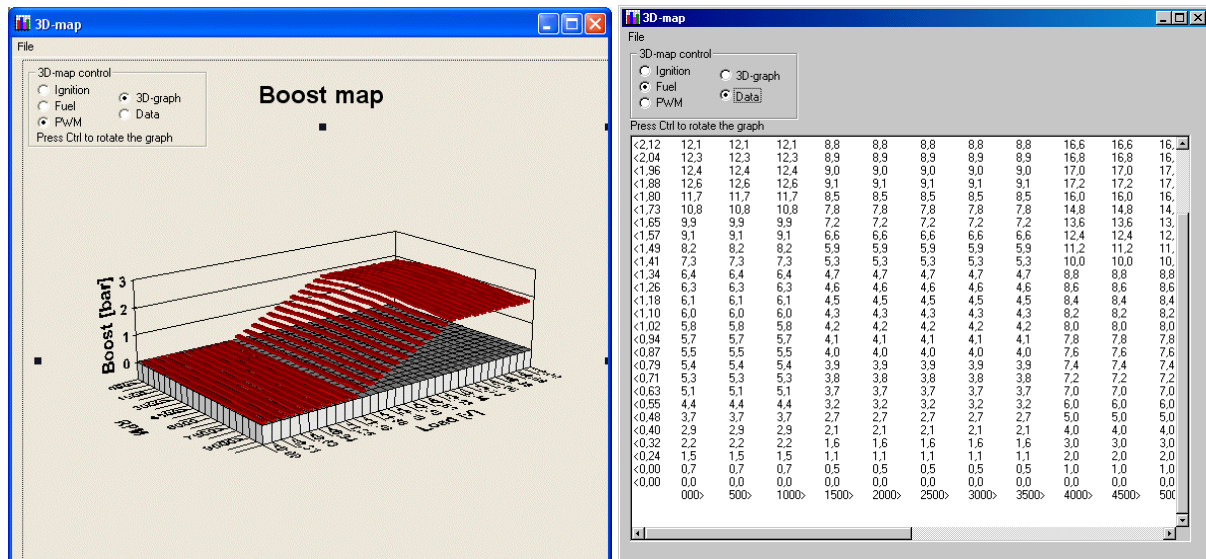 3D-map
File
3D-map control
Ignition
Fuel
PWM
3D-graph
Data
Press Ctrl to rotate the graph
Boost map
Boost [bar]
3
2
1
0
RPM
3D-map
File
3D-map control
Ignition
Fuel
PWM
3D-graph
Data
Press Ctrl to rotate the graph
<2,12 12,1 12,1 12,1 8,8 8,8 8,8 8,8 8,8 16,6 16,6 16,
<2,04 12,3 12,3 12,3 8,9 8,9 8,9 8,9 8,9 16,8 16,8 16,
<1,96 12,4 12,4 12,4 9,0 9,0 9,0 9,0 9,0 17,0 17,0 17,
<1,88 12,6 12,6 12,6 9,1 9,1 9,1 9,1 9,1 17,2 17,2 17,
<1,80 11,7 11,7 11,7 8,5 8,5 8,5 8,5 8,5 16,0 16,0 16,
<1,73 10,8 10,8 10,8 7,8 7,8 7,8 7,8 7,8 14,8 14,8 14,
<1,65 9,9 9,9 9,9 7,2 7,2 7,2 7,2 7,2 13,6 13,6 13,
<1,57 9,1 9,1 9,1 6,6 6,6 6,6 6,6 6,6 12,4 12,4 12,
<1,49 8,2 8,2 8,2 5,9 5,9 5,9 5,9 5,9 11,2 11,2 11,
<1,41 7,3 7,3 7,3 5,3 5,3 5,3 5,3 5,3 10,0 10,0 10,
<1,34 6,4 6,4 6,4 4,7 4,7 4,7 4,7 4,7 8,8 8,8 8,8
<1,26 6,3 6,3 6,3 4,6 4,6 4,6 4,6 4,6 8,6 8,6 8,6
<1,18 6,1 6,1 6,1 4,5 4,5 4,5 4,5 4,5 8,4 8,4 8,4
<1,10 6,0 6,0 6,0 4,3 4,3 4,3 4,3 4,3 8,2 8,2 8,2
<1,02 5,8 5,8 5,8 4,2 4,2 4,2 4,2 4,2 8,0 8,0 8,0
<0,94 5,7 5,7 5,7 4,1 4,1 4,1 4,1 4,1 7,8 7,8 7,8
<0,87 5,5 5,5 5,5 4,0 4,0 4,0 4,0 4,0 7,6 7,6 7,6
<0,79 5,4 5,4 5,4 3,9 3,9 3,9 3,9 3,9 7,4 7,4 7,4
<0,71 5,3 5,3 5,3 3,8 3,8 3,8 3,8 3,8 7,2 7,2 7,2
<0,63 5,1 5,1 5,1 3,7 3,7 3,7 3,7 3,7 7,0 7,0 7,0
<0,55 4,4 4,4 4,4 3,2 3,2 3,2 3,2 3,2 6,0 6,0 6,0
<0,48 3,7 3,7 3,7 2,7 2,7 2,7 2,7 2,7 5,0 5,0 5,0
<0,40 2,9 2,9 2,9 2,1 2,1 2,1 2,1 2,1 4,0 4,0 4,0
<0,32 2,2 2,2 2,2 1,6 1,6 1,6 1,6 1,6 3,0 3,0 3,0
<0,24 1,5 1,5 1,5 1,1 1,1 1,1 1,1 1,1 2,0 2,0 2,0
<0,00 0,7 0,7 0,7 0,5 0,5 0,5 0,5 0,5 1,0 1,0 1,0
<0,00 0,0 0,0 0,0 0,0 0,0 0,0 0,0 0,0 0,0 0,0 0,0
000> 500> 1000> 1500> 2000> 2500> 3000> 3500> 4000> 4500> 500